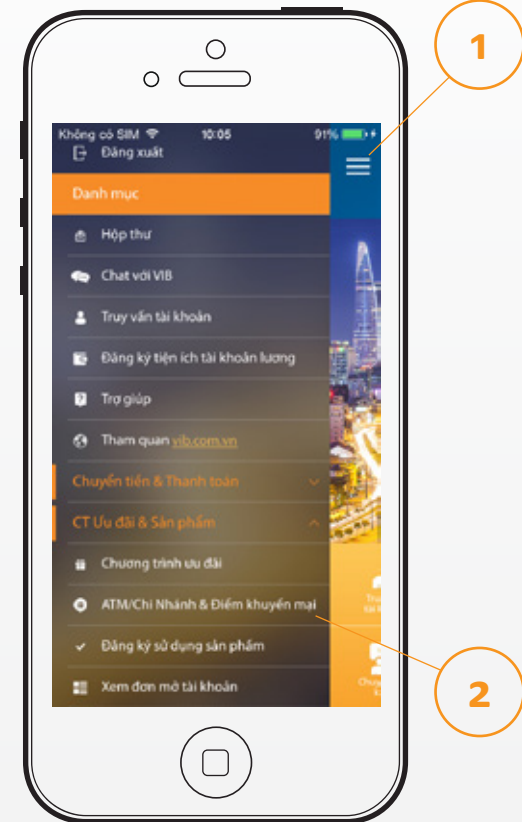 1
Không có SIM 10:05 91%
Đăng xuất
Danh mục
Hộp thư
Chat với VIB
Truy vấn tài khoản
Đăng ký tiện ích tài khoản lương
Trợ giúp
Tham quan vib.com.vn
Chuyển tiền & Thanh toán
CT Ưu đãi & Sản phẩm
Chương trình ưu đãi
ATM/Chi Nhánh & Điểm khuyến mại
Đăng ký sử dụng sản phẩm
Xem đơn mở tài khoản
2